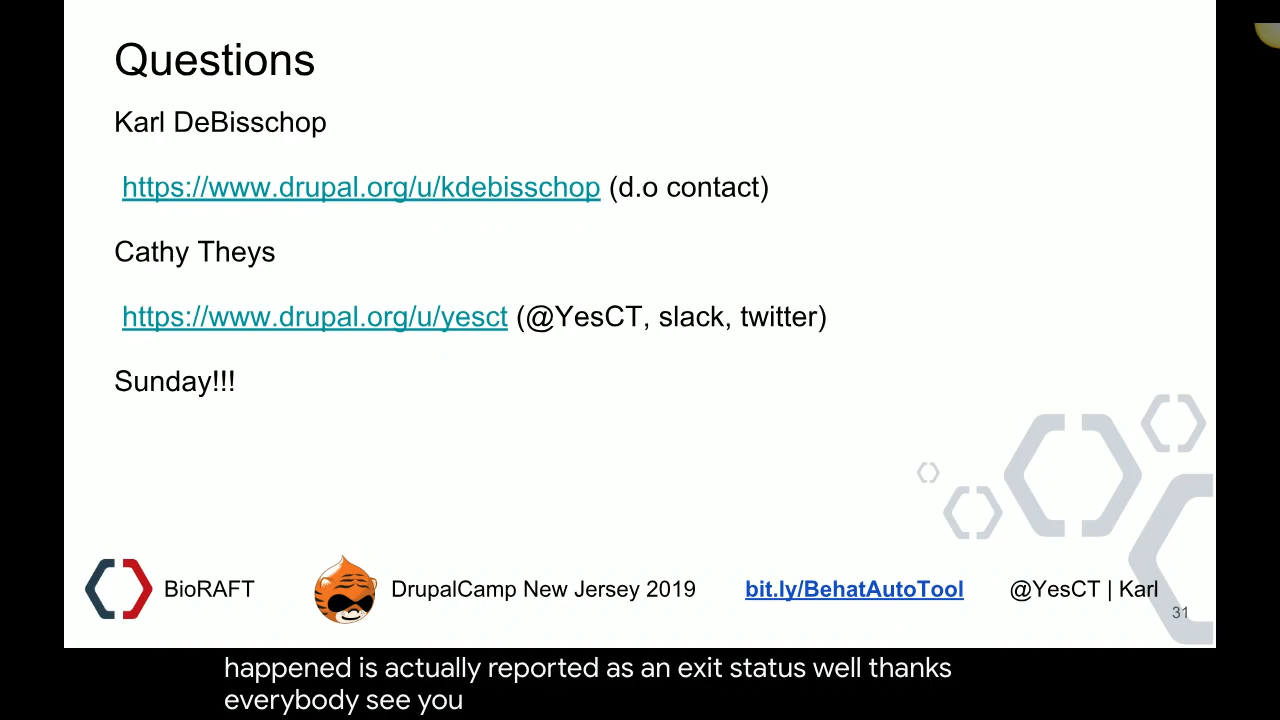 Questions
Karl DeBisschop
https://www.drupal.org/u/kdebisschop (d.o contact)
Cathy Theys
https://www.drupal.org/u/yesct (@YesCT, slack, twitter)
Sunday!!!
BioRAFT DrupalCamp New Jersey 2019 bit.ly/BehatAutoTool @YesCT | Karl
31
happened is actually reported as an exit status well thanks
everybody see you